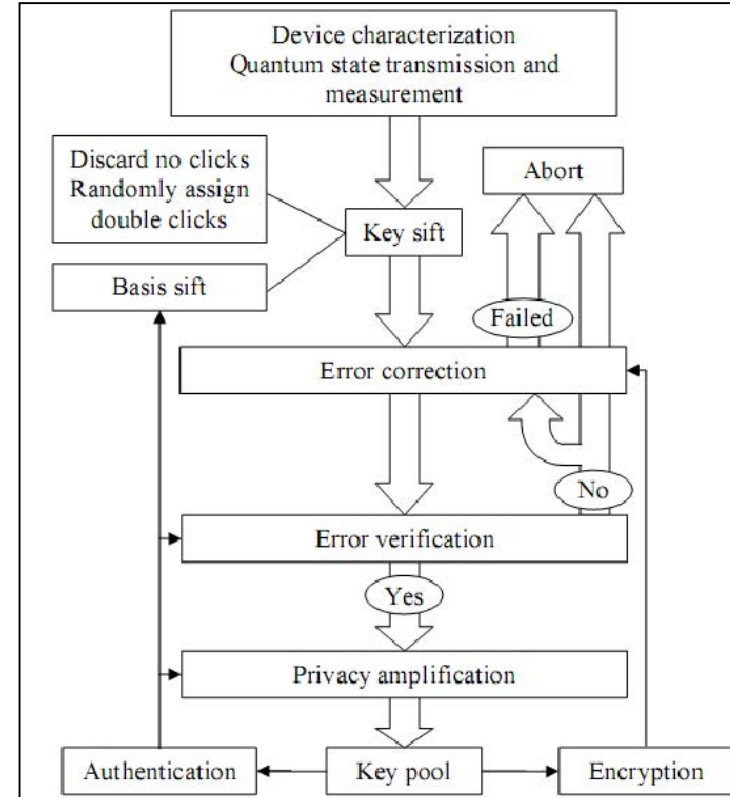 Device characterization
Quantum state transmission and
measurement
Discard no clicks
Randomly assign
double clicks
Abort
Key sift
Basis sift
Failed
Error correction
No
Error verification
Yes
Privacy amplification
Authentication
Key pool
Encryption